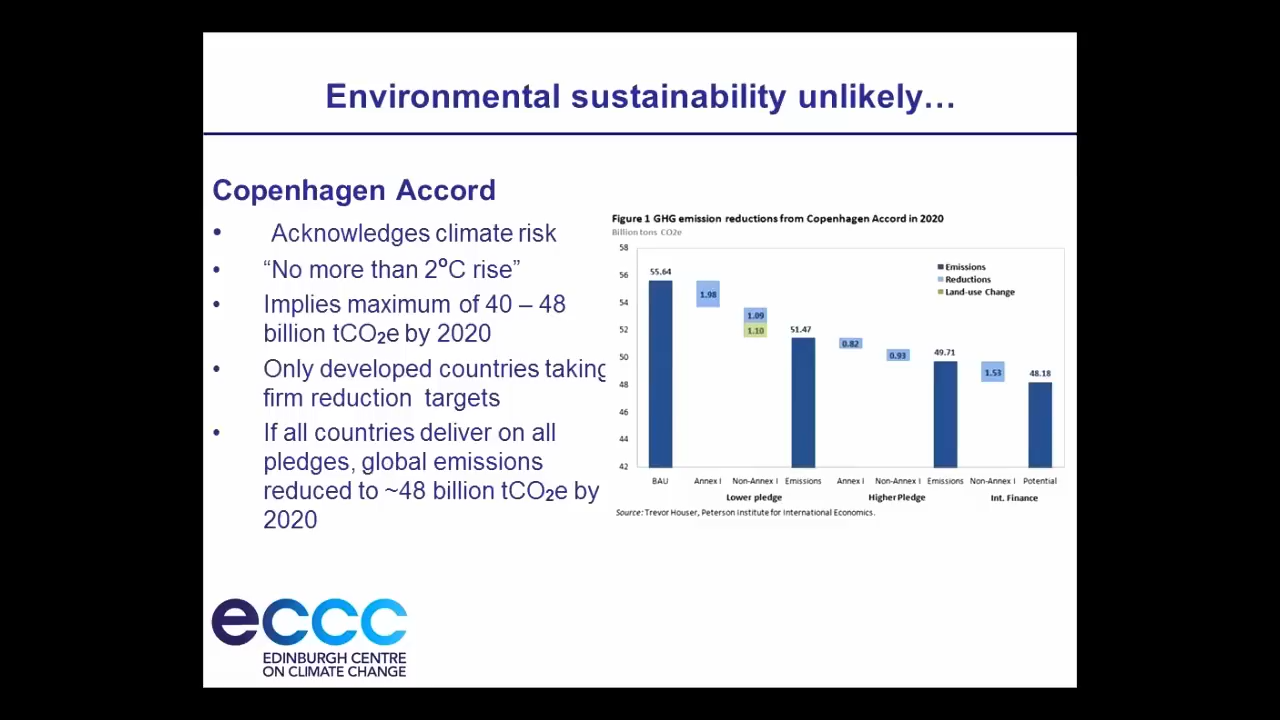 Environmental sustainability unlikely…
Copenhagen Accord
• Acknowledges climate risk
• “No more than 2ºC rise”
• Implies maximum of 40 – 48
billion tCO₂e by 2020
• Only developed countries taking
firm reduction targets
• If all countries deliver on all
pledges, global emissions
reduced to ~48 billion tCO₂e by
2020
Figure 1 GHG emission reductions from Copenhagen Accord in 2020
Billion tons CO2e
58
56
54
52
50
48
46
44
42
55.64
1.98
1.09
1.10
51.47
0.82
0.93
49.71
1.53
48.18
Emissions
Reductions
Land-use Change
BAU Annex I Non-Annex I Emissions Annex I Non-Annex I Emissions Non-Annex I Potential
Lower pledge Higher Pledge Int. Finance
Source: Trevor Houser, Peterson Institute for International Economics.
eccc
EDINBURGH CENTRE
ON CLIMATE CHANGE